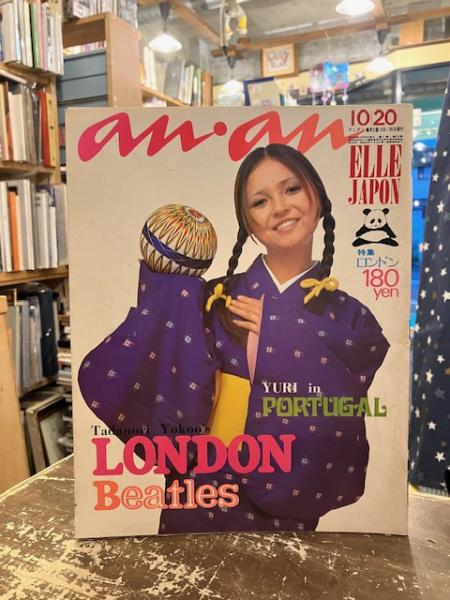 an・an
10|20
ELLE
JAPON
特集
ロンドン
180
yen
YURI in
PORTUGAL
Tadanori Yokoo's
LONDON
Beatles